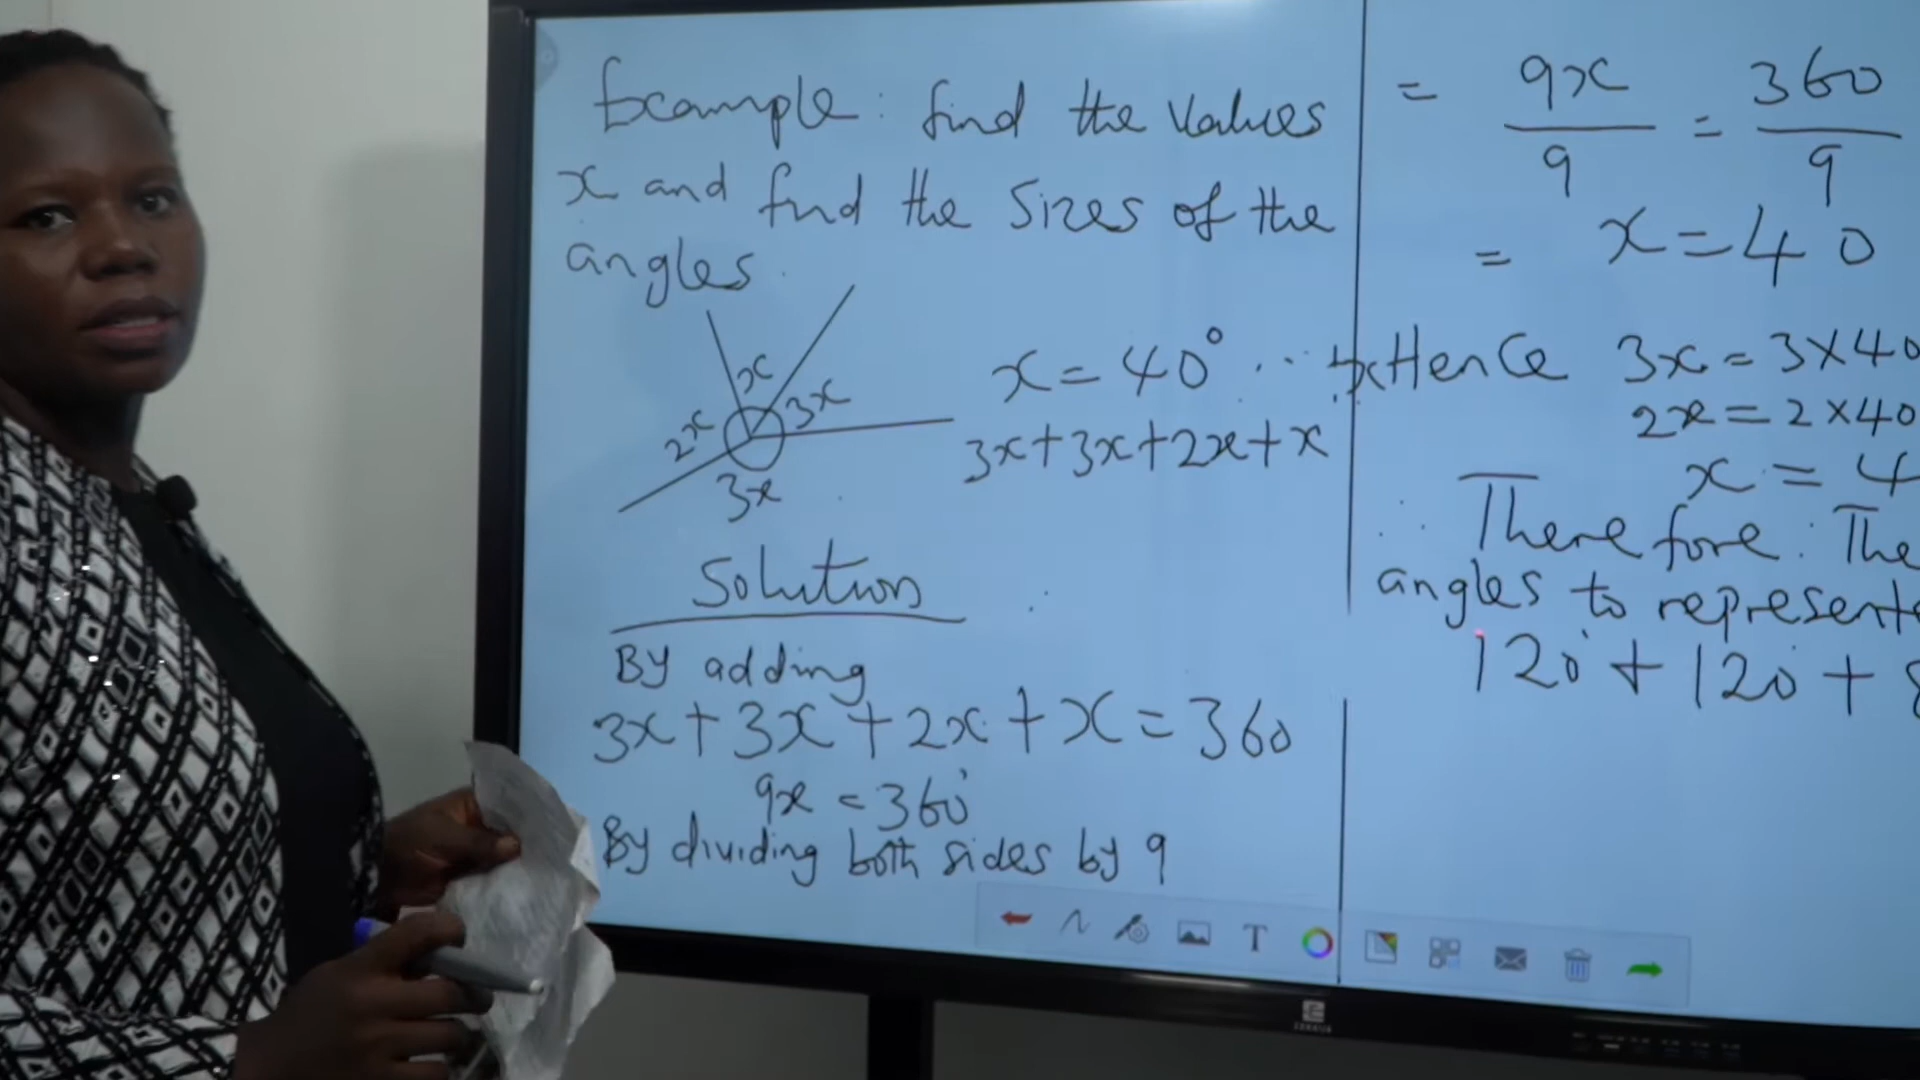 Example: find the values
x and find the sizes of the
angles.
x
3x
2x
3x
x = 40°
3x+3x+2x+x
Solution
By adding
3x+3x+2x+x=360
9x = 360°
By dividing both sides by 9
= 9x/9 = 360/9
= x=40
Hence 3x = 3×40
2x = 2×40
x = 4
Therefore: The
angles to represente
120°+120°+8
T